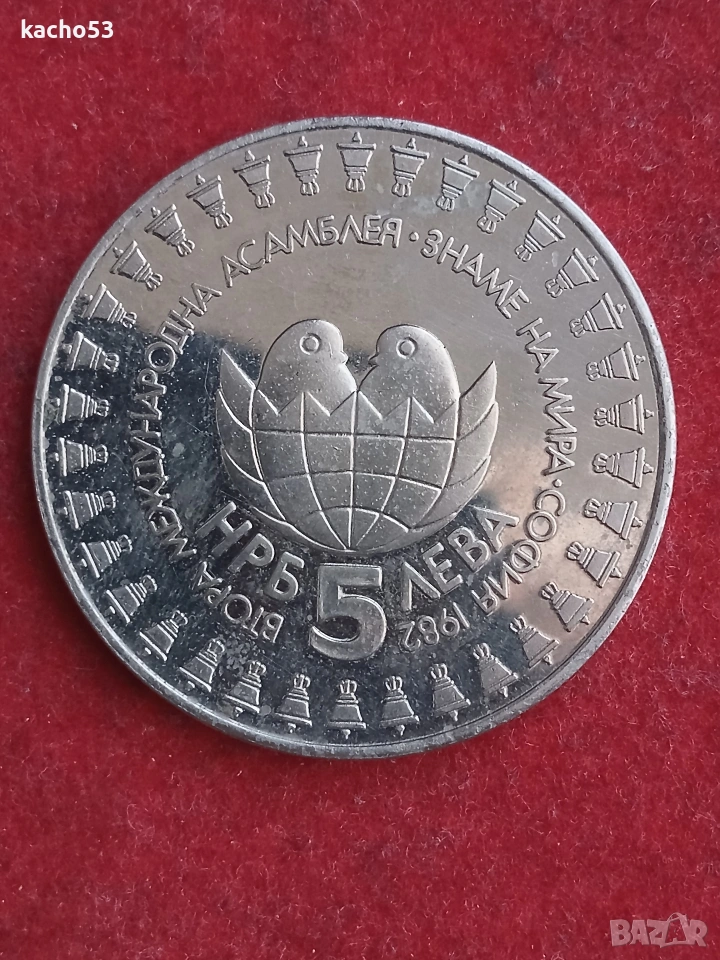 kacho53
ВТОРА МЕЖДУНАРОДНА АСАМБЛЕЯ · ЗНАМЕ НА МИРА · СОФИЯ 1982
НРБ 5 ЛЕВА
BAZAR